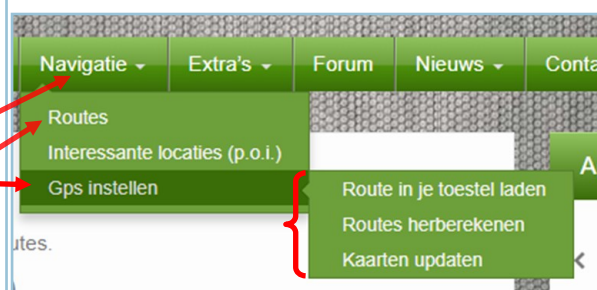 Navigatie Extra's Forum Nieuws Conta
Routes
Interessante locaties (p.o.i.)
Gps instellen
Route in je toestel laden
Routes herberekenen
Kaarten updaten
A
utes.